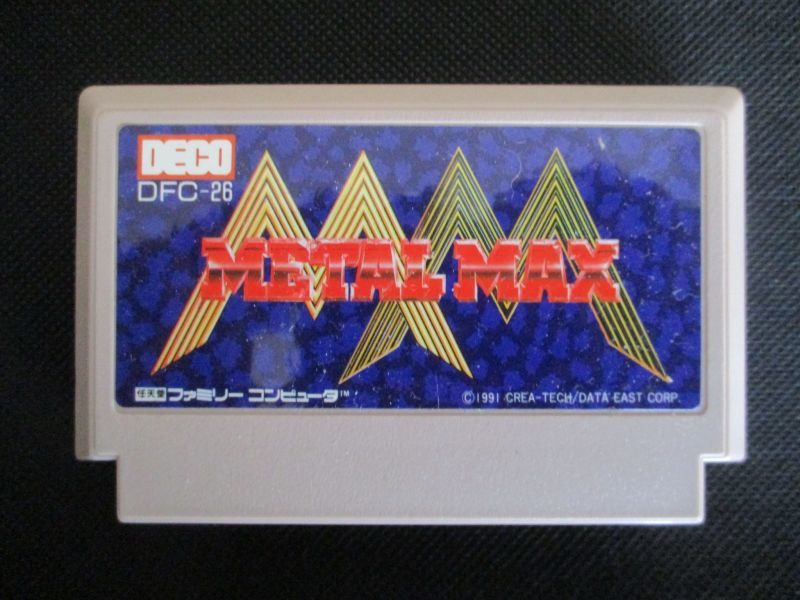 DECO
DFC-26
METAL MAX
任天堂 ファミリー コンピュータ™
©1991 CREA-TECH/DATA EAST CORP.